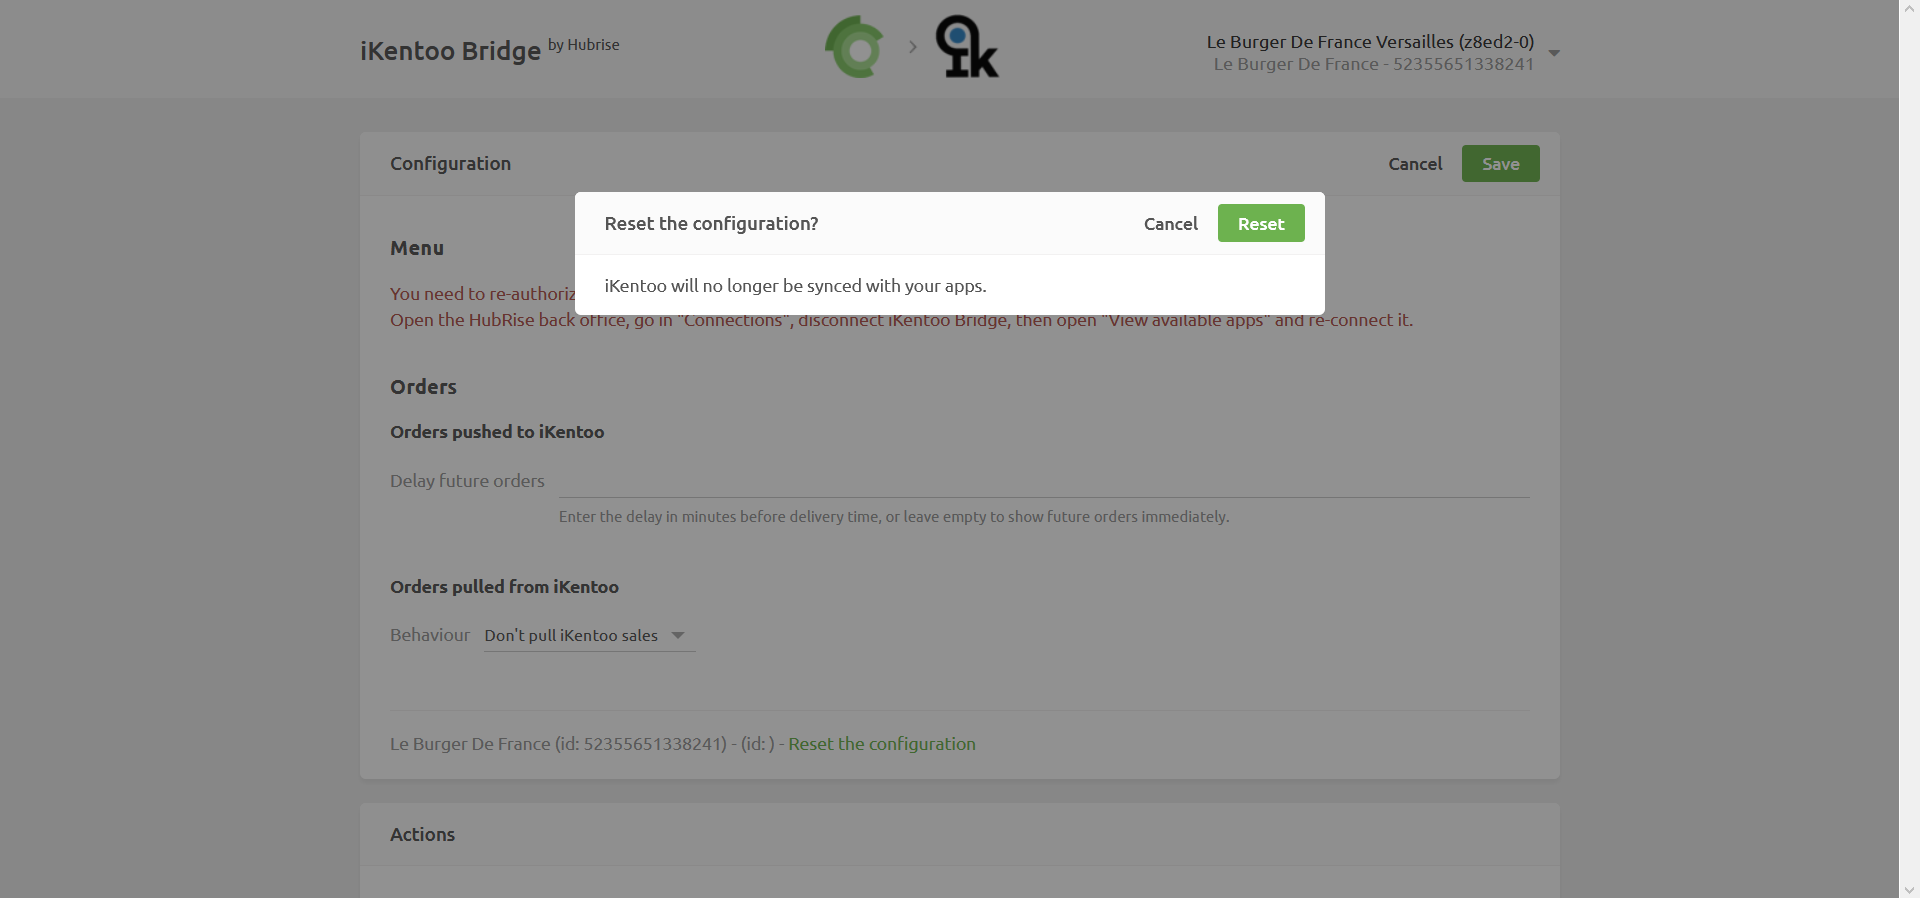 iKentoo Bridge by Hubrise
ik
Le Burger De France Versailles (z8ed2-0)
Le Burger De France - 52355651338241
Configuration
Cancel
Save
Reset the configuration?
Cancel
Reset
iKentoo will no longer be synced with your apps.
Menu
You need to re-authoriz
Open the HubRise back office, go in "Connections", disconnect iKentoo Bridge, then open "View available apps" and re-connect it.
Orders
Orders pushed to iKentoo
Delay future orders
Enter the delay in minutes before delivery time, or leave empty to show future orders immediately.
Orders pulled from iKentoo
Behaviour Don't pull iKentoo sales
Le Burger De France (id: 52355651338241) - (id: ) - Reset the configuration
Actions